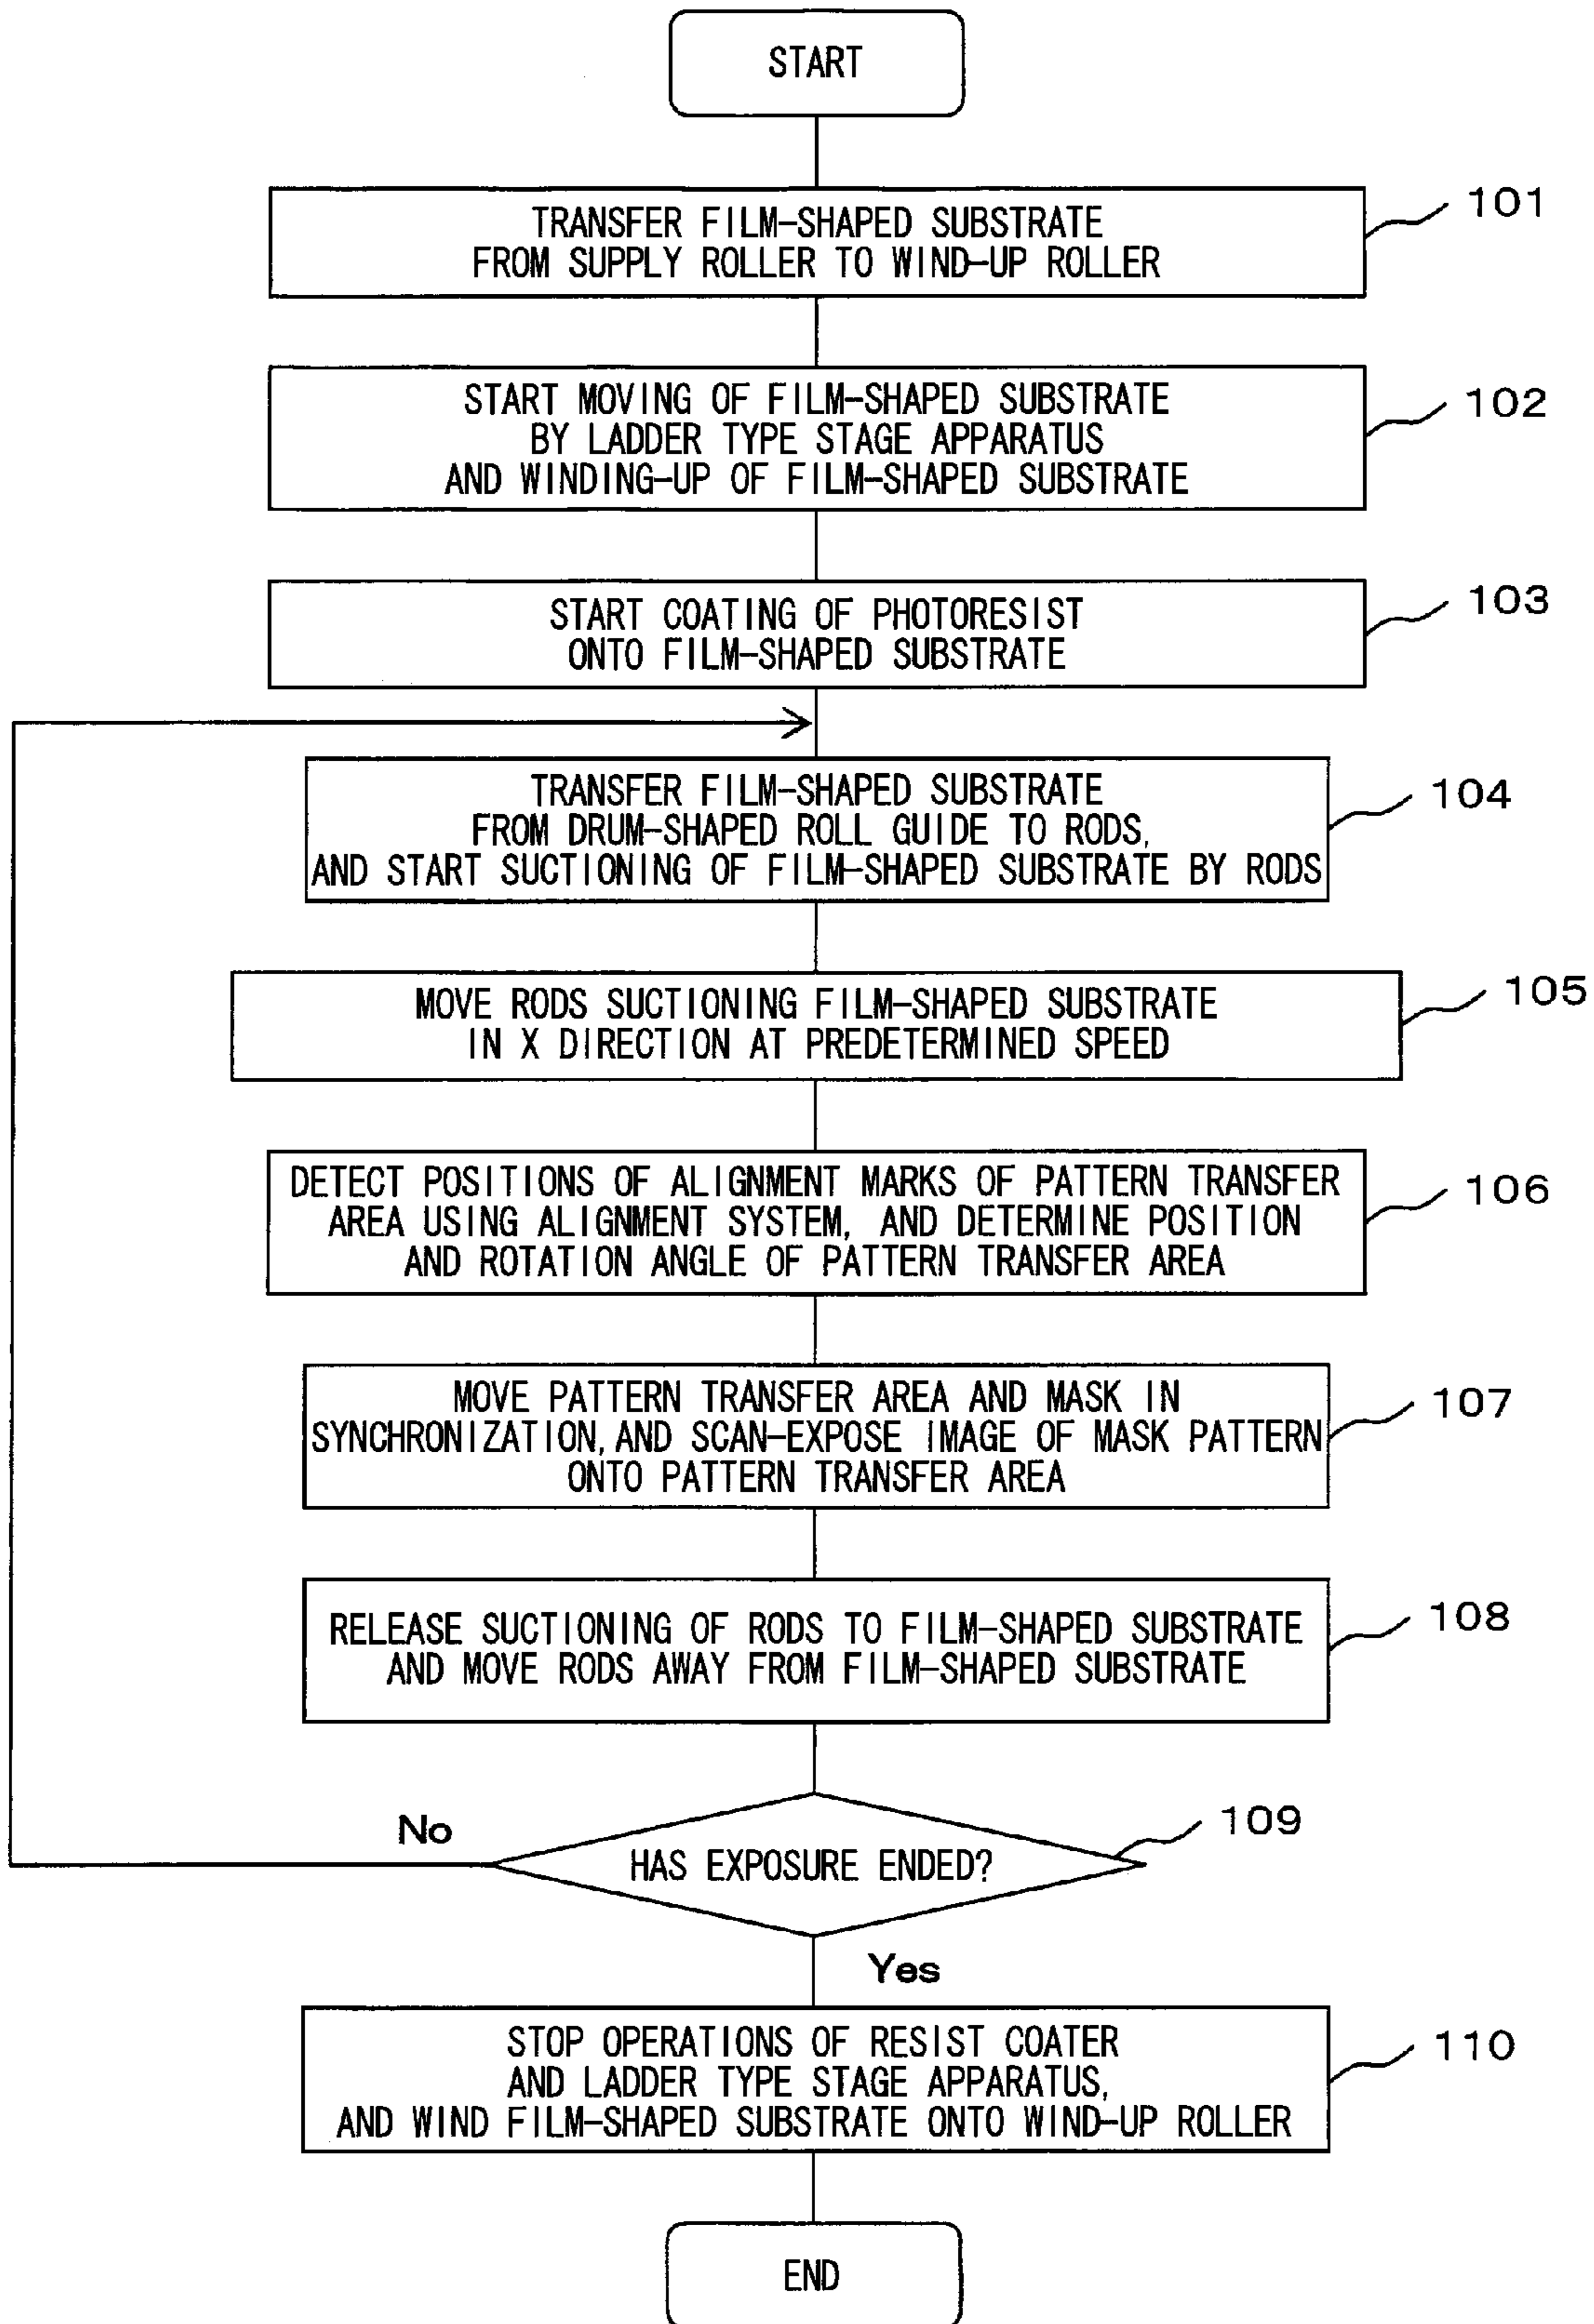 START
TRANSFER FILM-SHAPED SUBSTRATE
FROM SUPPLY ROLLER TO WIND-UP ROLLER
101
START MOVING OF FILM-SHAPED SUBSTRATE
BY LADDER TYPE STAGE APPARATUS
AND WINDING-UP OF FILM-SHAPED SUBSTRATE
102
START COATING OF PHOTORESIST
ONTO FILM-SHAPED SUBSTRATE
103
TRANSFER FILM-SHAPED SUBSTRATE
FROM DRUM-SHAPED ROLL GUIDE TO RODS,
AND START SUCTIONING OF FILM-SHAPED SUBSTRATE BY RODS
104
MOVE RODS SUCTIONING FILM-SHAPED SUBSTRATE
IN X DIRECTION AT PREDETERMINED SPEED
105
DETECT POSITIONS OF ALIGNMENT MARKS OF PATTERN TRANSFER
AREA USING ALIGNMENT SYSTEM, AND DETERMINE POSITION
AND ROTATION ANGLE OF PATTERN TRANSFER AREA
106
MOVE PATTERN TRANSFER AREA AND MASK IN
SYNCHRONIZATION, AND SCAN-EXPOSE IMAGE OF MASK PATTERN
ONTO PATTERN TRANSFER AREA
107
RELEASE SUCTIONING OF RODS TO FILM-SHAPED SUBSTRATE
AND MOVE RODS AWAY FROM FILM-SHAPED SUBSTRATE
108
No
HAS EXPOSURE ENDED?
109
Yes
STOP OPERATIONS OF RESIST COATER
AND LADDER TYPE STAGE APPARATUS,
AND WIND FILM-SHAPED SUBSTRATE ONTO WIND-UP ROLLER
110
END